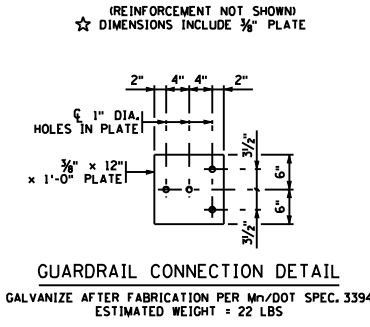 (REINFORCEMENT NOT SHOWN)
☆ DIMENSIONS INCLUDE 3/8" PLATE
2" 4" 4" 2"
℄ 1" DIA.
HOLES IN PLATE
3/8" × 12"
× 1'-0" PLATE
3 1/2"
6"
6"
3 1/2"
GUARDRAIL CONNECTION DETAIL
GALVANIZE AFTER FABRICATION PER Mn/DOT SPEC. 3394
ESTIMATED WEIGHT = 22 LBS